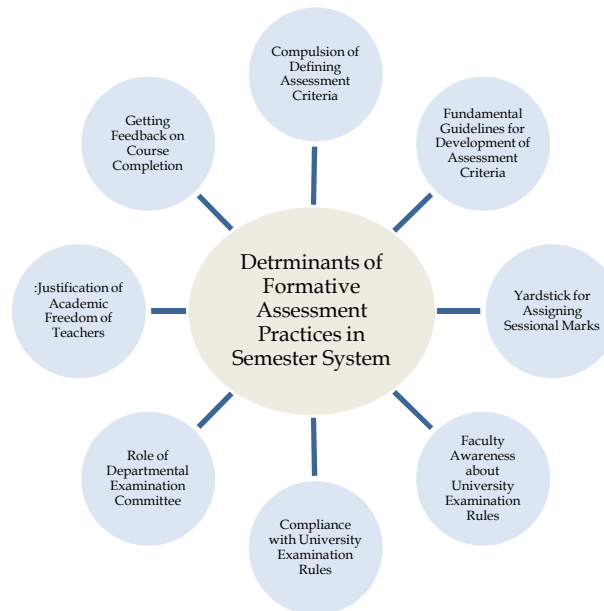 Compulsion of
Defining
Assessment
Criteria
Fundamental
Guidelines for
Development of
Assessment
Criteria
Yardstick for
Assigning
Sessional Marks
Faculty
Awareness about
University
Examination
Rules
Compliance
with University
Examination
Rules
Role of
Departmental
Examination
Committee
:Justification of
Academic
Freedom of
Teachers
Getting
Feedback on
Course
Completion
Detrminants of
Formative
Assessment
Practices in
Semester System